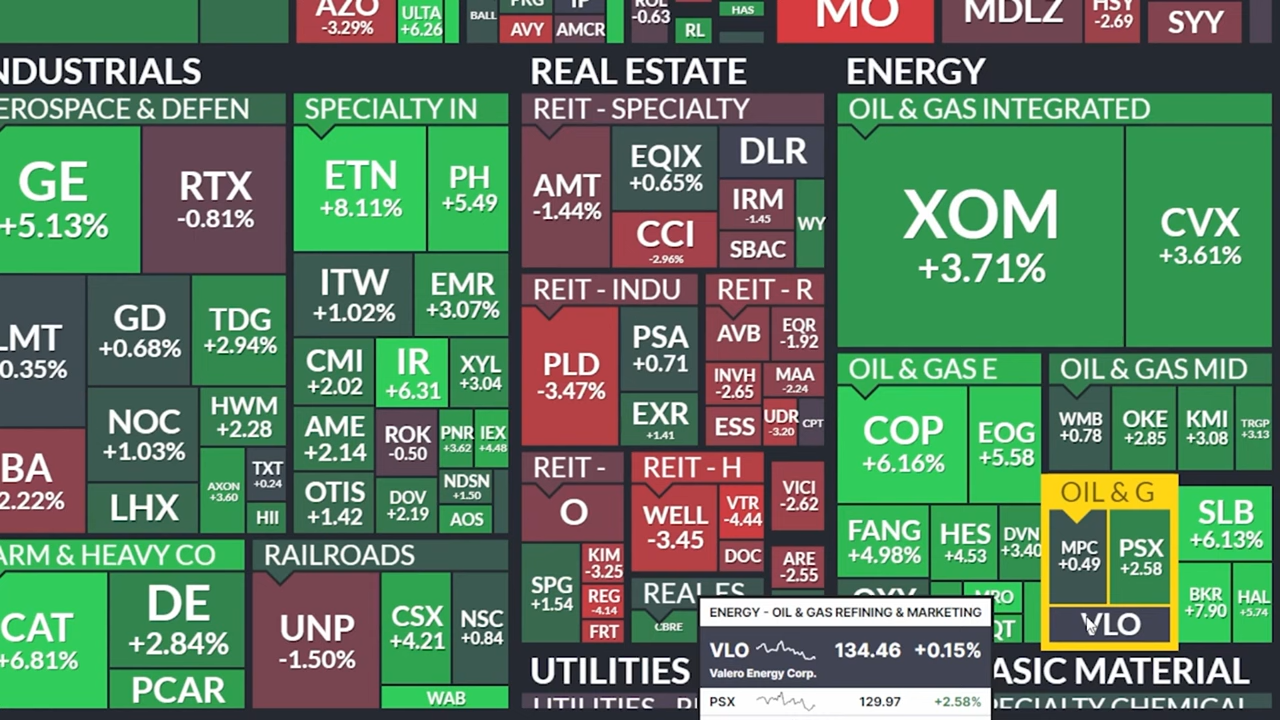 AZO
-3.29%
ULTA
+6.26
BALL
AVY
AMCR
ROL
-0.63
HAS
RL
MO
MDLZ
HSY
-2.69
SYY
NDUSTRIALS
EROSPACE & DEFEN
GE
+5.13%
RTX
-0.81%
LMT
0.35%
GD
+0.68%
TDG
+2.94%
NOC
+1.03%
HWM
+2.28
BA
2.22%
LHX
AXON
+3.60
TXT
+0.24
HII
SPECIALTY IN
ETN
+8.11%
PH
+5.49
ITW
+1.02%
EMR
+3.07%
CMI
+2.02
IR
+6.31
XYL
+3.04
AME
+2.14
ROK
-0.50
PNR
+3.62
IEX
+4.48
OTIS
+1.42
DOV
+2.19
NDSN
+1.50
AOS
ARM & HEAVY CO
CAT
+6.81%
DE
+2.84%
PCAR
RAILROADS
UNP
-1.50%
CSX
+4.21
NSC
+0.84
WAB
REAL ESTATE
REIT - SPECIALTY
AMT
-1.44%
EQIX
+0.65%
DLR
CCI
-2.96%
IRM
-1.45
SBAC
WY
REIT - INDU
PLD
-3.47%
PSA
+0.71
EXR
+1.41
REIT - R
AVB
EQR
-1.92
INVH
-2.65
MAA
-2.24
ESS
UDR
-3.20
CPT
REIT -
O
REIT - H
WELL
-3.45
VTR
-4.44
DOC
VICI
-2.62
SPG
+1.54
KIM
-3.25
REG
-4.14
FRT
REAL ES
CBRE
ARE
-2.55
UTILITIES
ENERGY
OIL & GAS INTEGRATED
XOM
+3.71%
CVX
+3.61%
OIL & GAS E
COP
+6.16%
EOG
+5.58
FANG
+4.98%
HES
+4.53
DVN
+3.40
OXY
MRO
QT
OIL & GAS MID
WMB
+0.78
OKE
+2.85
KMI
+3.08
TRGP
+3.13
OIL & G
MPC
+0.49
PSX
+2.58
VLO
SLB
+6.13%
BKR
+7.90
HAL
+5.74
ENERGY - OIL & GAS REFINING & MARKETING
VLO 134.46 +0.15%
Valero Energy Corp.
PSX 129.97 +2.58%
ASIC MATERIAL